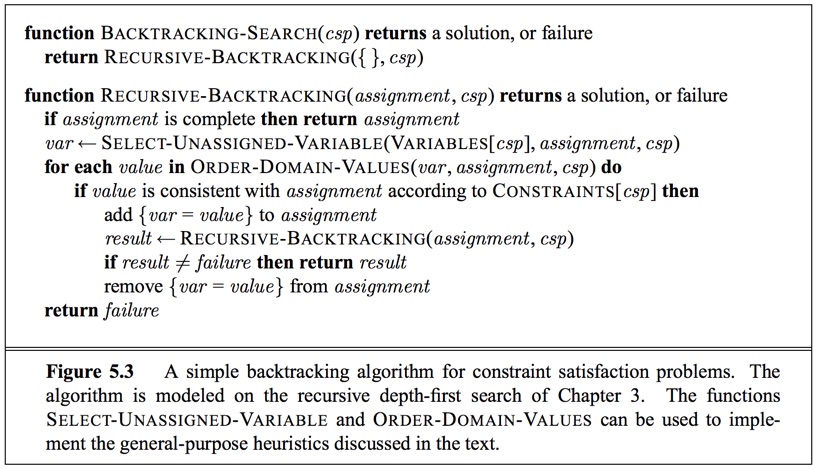 function BACKTRACKING-SEARCH(csp) returns a solution, or failure
return RECURSIVE-BACKTRACKING({ }, csp)
function RECURSIVE-BACKTRACKING(assignment, csp) returns a solution, or failure
if assignment is complete then return assignment
var ← SELECT-UNASSIGNED-VARIABLE(VARIABLES[csp], assignment, csp)
for each value in ORDER-DOMAIN-VALUES(var, assignment, csp) do
if value is consistent with assignment according to CONSTRAINTS[csp] then
add {var = value} to assignment
result ← RECURSIVE-BACKTRACKING(assignment, csp)
if result ≠ failure then return result
remove {var = value} from assignment
return failure
Figure 5.3 A simple backtracking algorithm for constraint satisfaction problems. The
algorithm is modeled on the recursive depth-first search of Chapter 3. The functions
SELECT-UNASSIGNED-VARIABLE and ORDER-DOMAIN-VALUES can be used to imple-
ment the general-purpose heuristics discussed in the text.